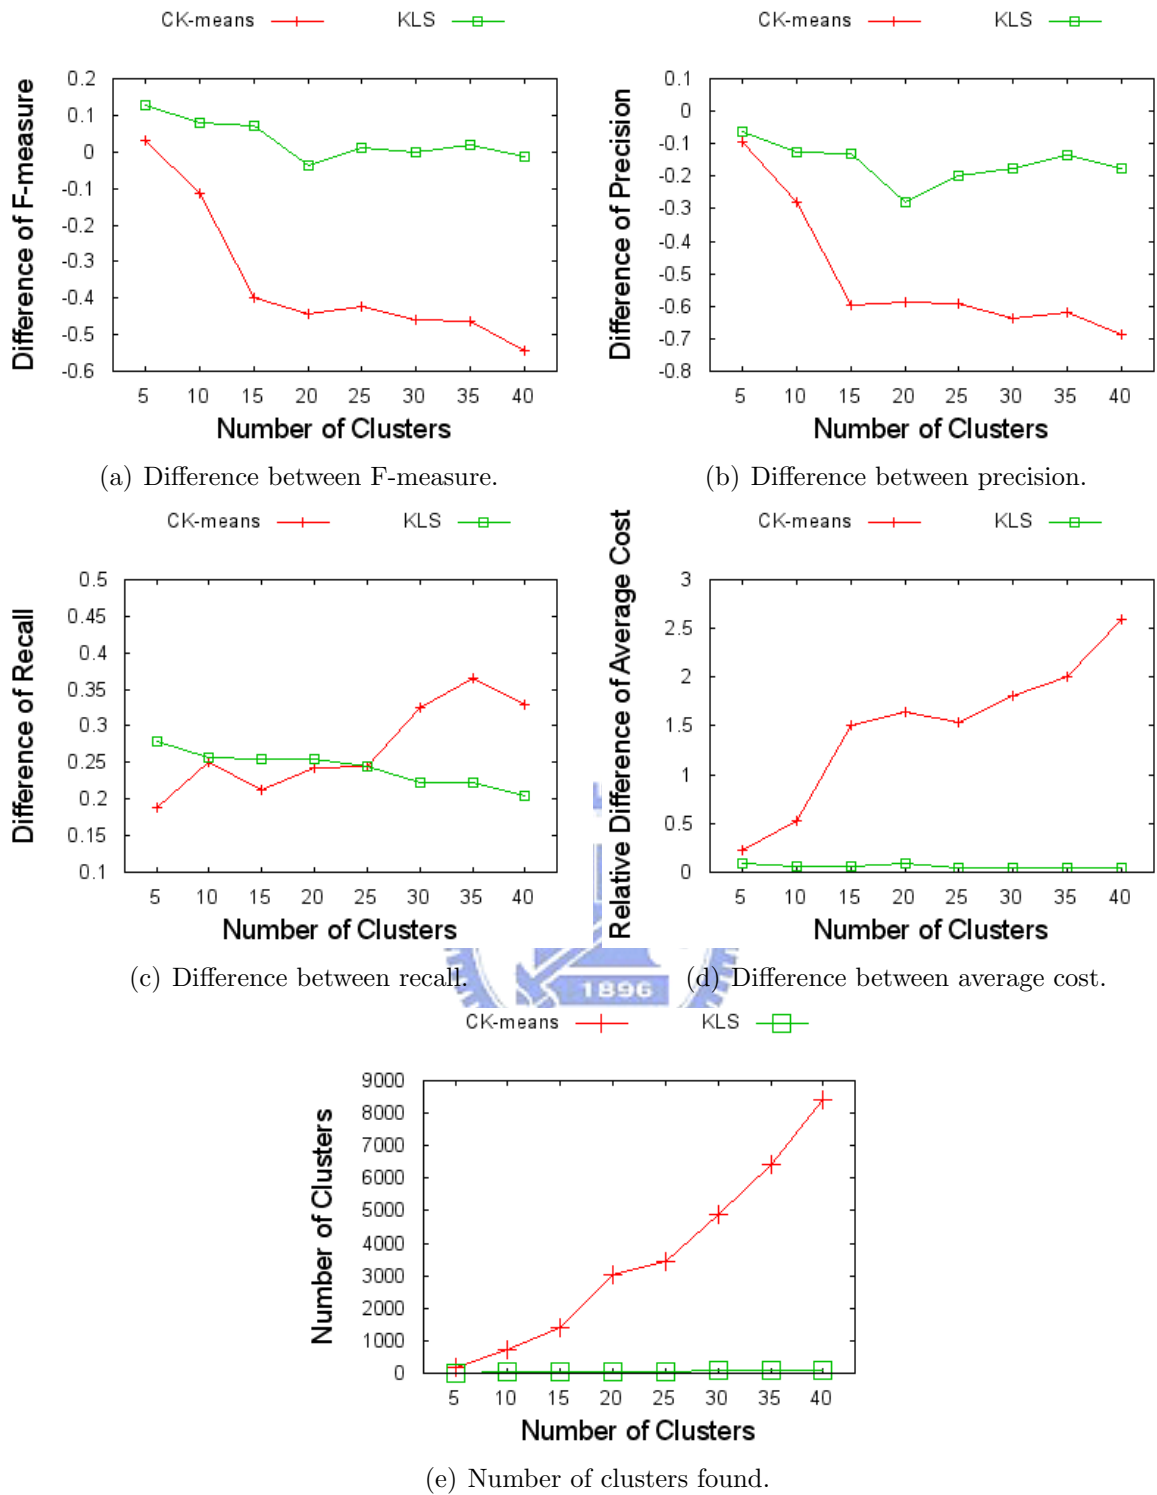 CK-means KLS
CK-means KLS
Difference of F-measure
0.2
0.1
0
-0.1
-0.2
-0.3
-0.4
-0.5
-0.6
5 10 15 20 25 30 35 40
Number of Clusters
(a) Difference between F-measure.
Difference of Precision
0.1
0
-0.1
-0.2
-0.3
-0.4
-0.5
-0.6
-0.7
-0.8
5 10 15 20 25 30 35 40
Number of Clusters
(b) Difference between precision.
CK-means KLS
Difference of Recall
0.5
0.45
0.4
0.35
0.3
0.25
0.2
0.15
0.1
5 10 15 20 25 30 35 40
Number of Clusters
(c) Difference between recall.
CK-means KLS
Relative Difference of Average Cost
3
2.5
2
1.5
1
0.5
0
5 10 15 20 25 30 35 40
Number of Clusters
(d) Difference between average cost.
1896
CK-means KLS
Number of Clusters
9000
8000
7000
6000
5000
4000
3000
2000
1000
0
5 10 15 20 25 30 35 40
Number of Clusters
(e) Number of clusters found.